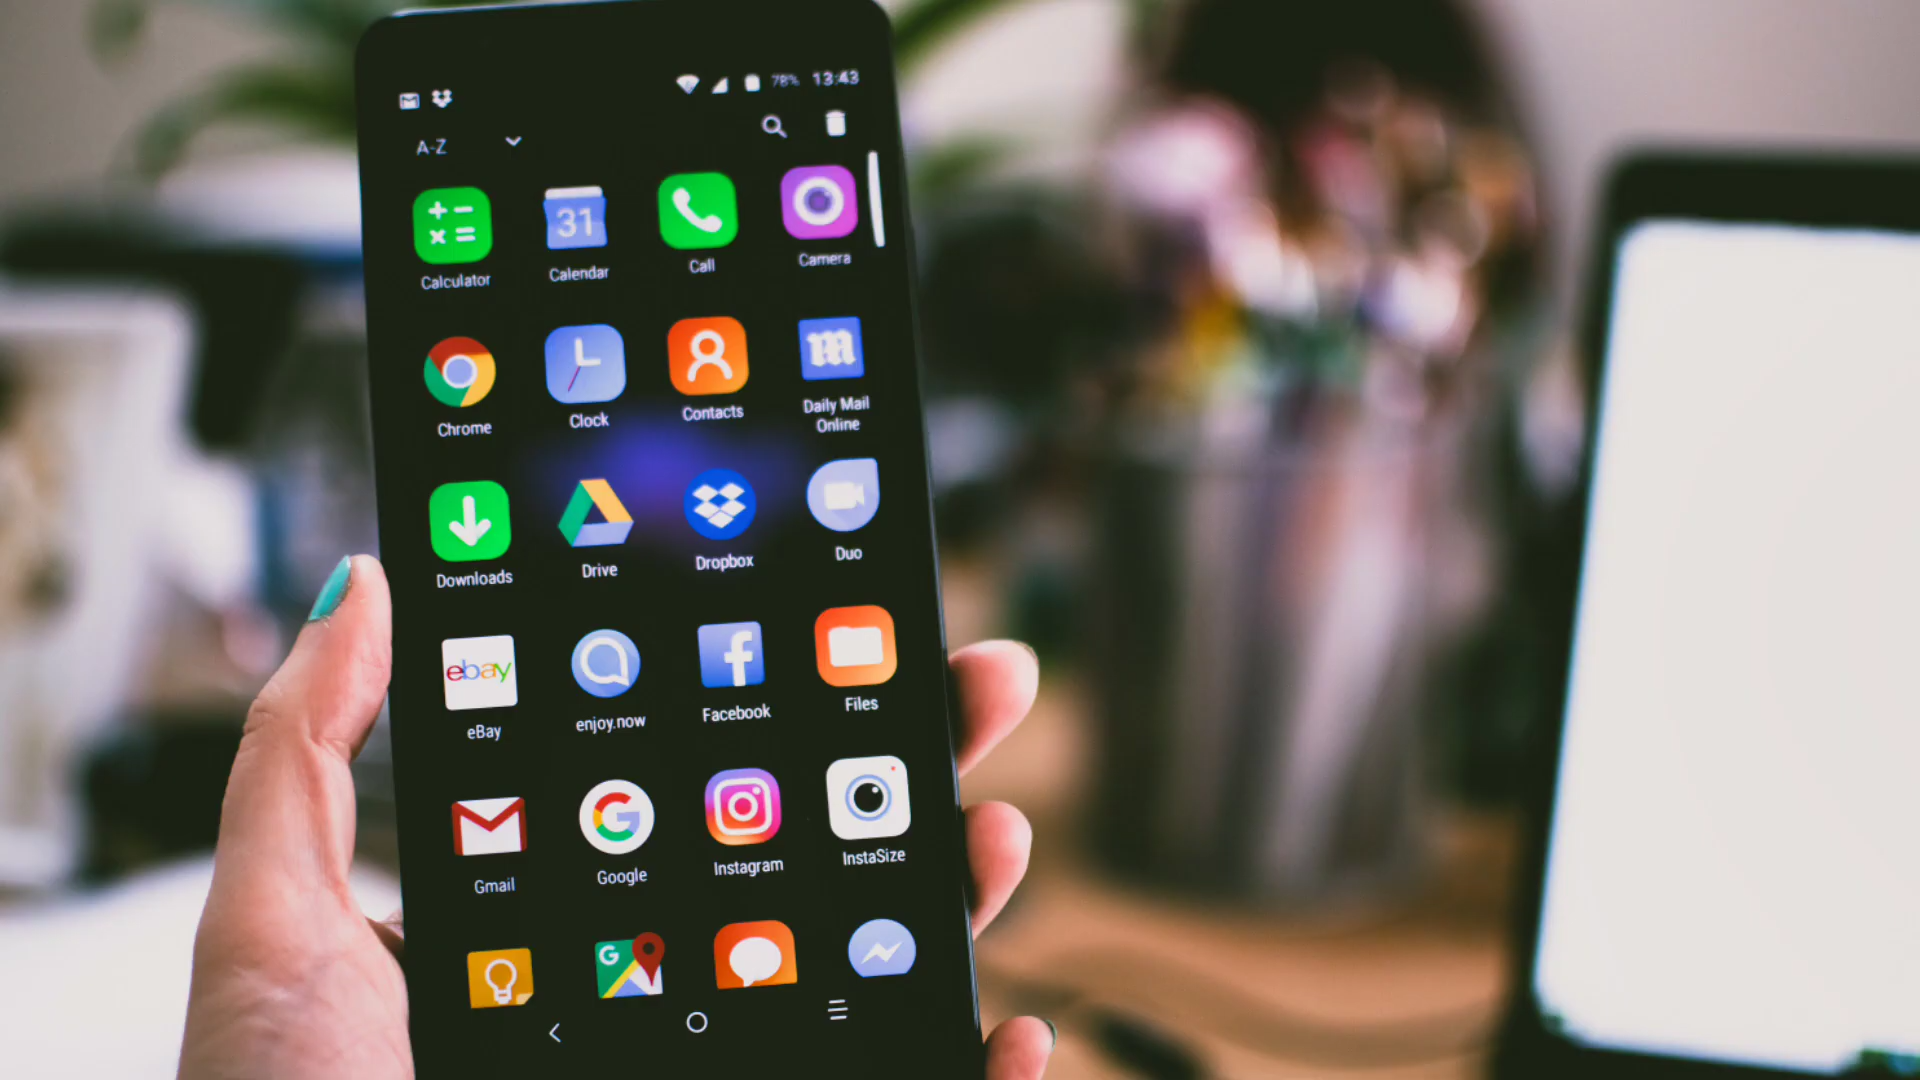 78% 13:43
A-Z
31
Calculator Calendar Call Camera
m
Chrome Clock Contacts Daily Mail
Online
Downloads Drive Dropbox Duo
ebay
f
eBay enjoy.now Facebook Files
G
Gmail Google Instagram InstaSize
G